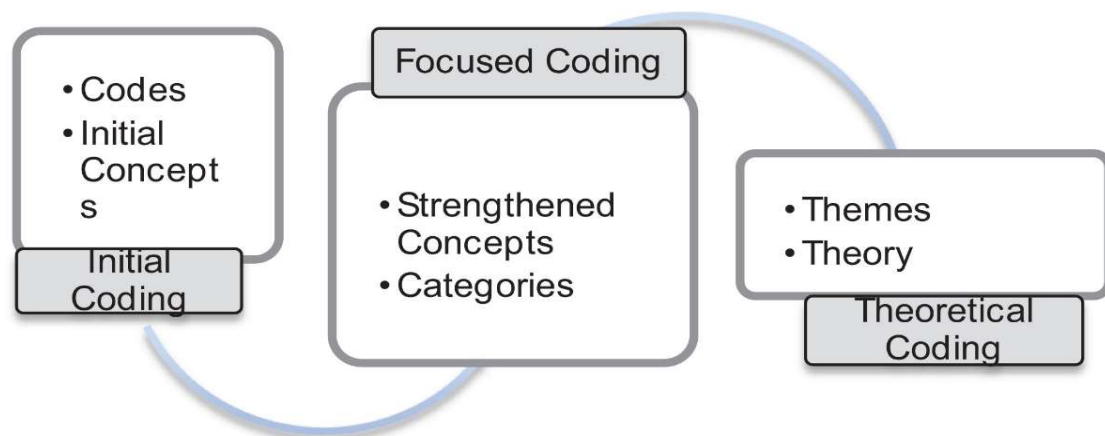 • Codes
• Initial
Concept
s
Initial
Coding
Focused Coding
• Strengthened
Concepts
• Categories
• Themes
• Theory
Theoretical
Coding